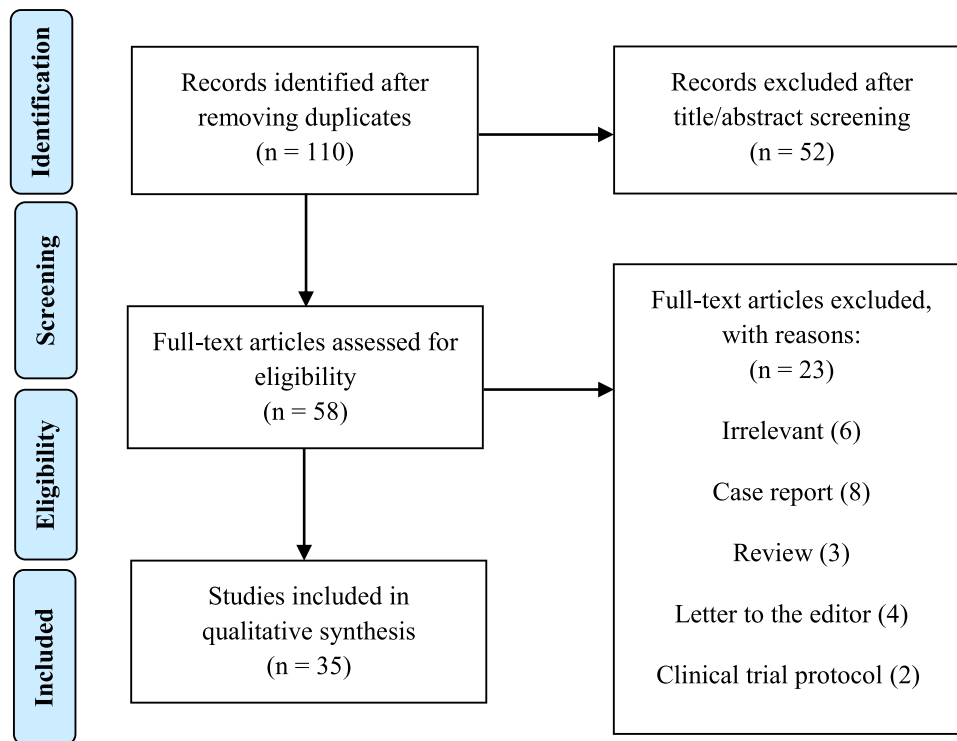 Identification
Records identified after
removing duplicates
(n = 110)
Records excluded after
title/abstract screening
(n = 52)
Screening
Full-text articles assessed for
eligibility
(n = 58)
Full-text articles excluded,
with reasons:
(n = 23)
Irrelevant (6)
Case report (8)
Review (3)
Letter to the editor (4)
Clinical trial protocol (2)
Eligibility
Included
Studies included in
qualitative synthesis
(n = 35)